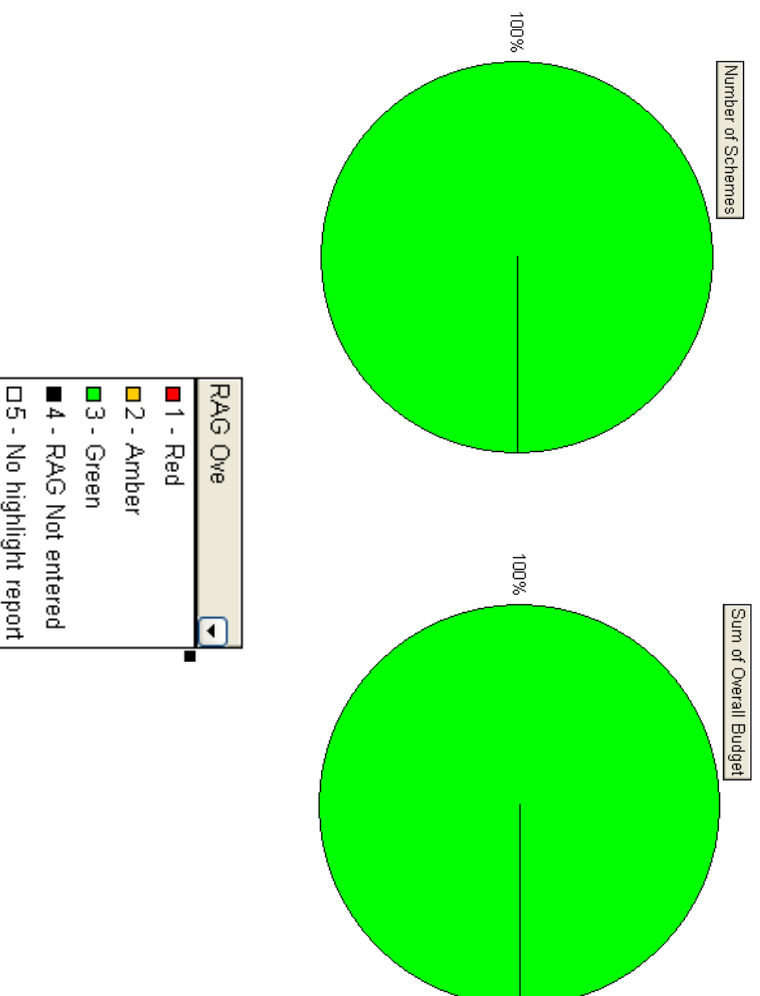 Number of Schemes
100%
Sum of Overall Budget
100%
RAG Ove
1 - Red
2 - Amber
3 - Green
4 - RAG Not entered
5 - No highlight report